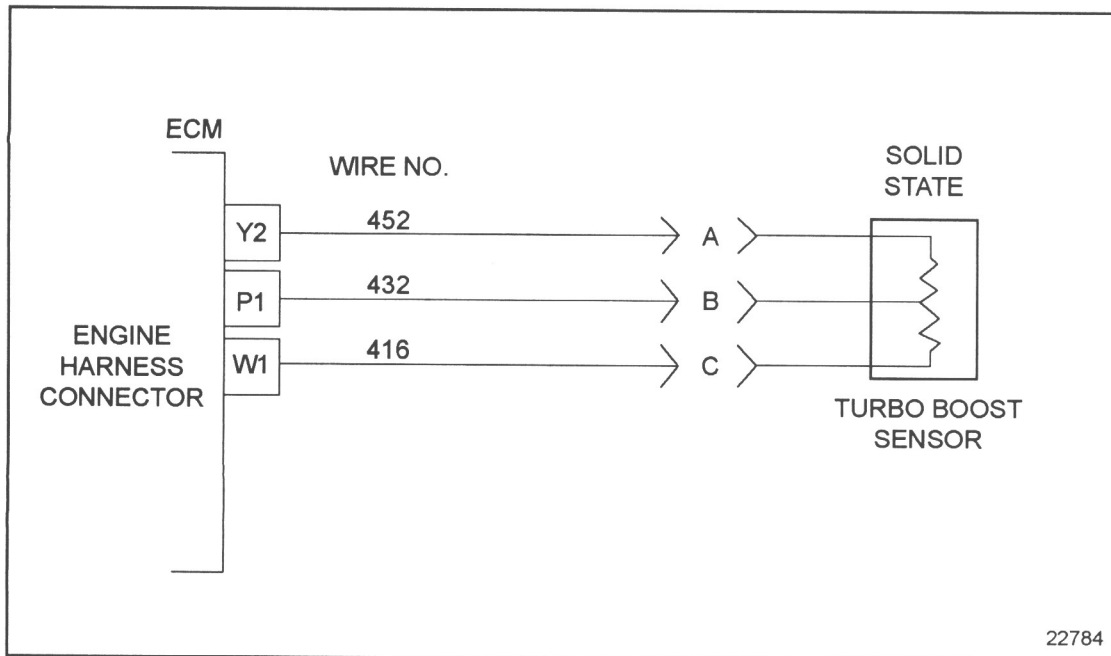 ECM
WIRE NO.
SOLID
STATE
Y2
452
A
P1
432
B
W1
416
C
ENGINE
HARNESS
CONNECTOR
TURBO BOOST
SENSOR
22784